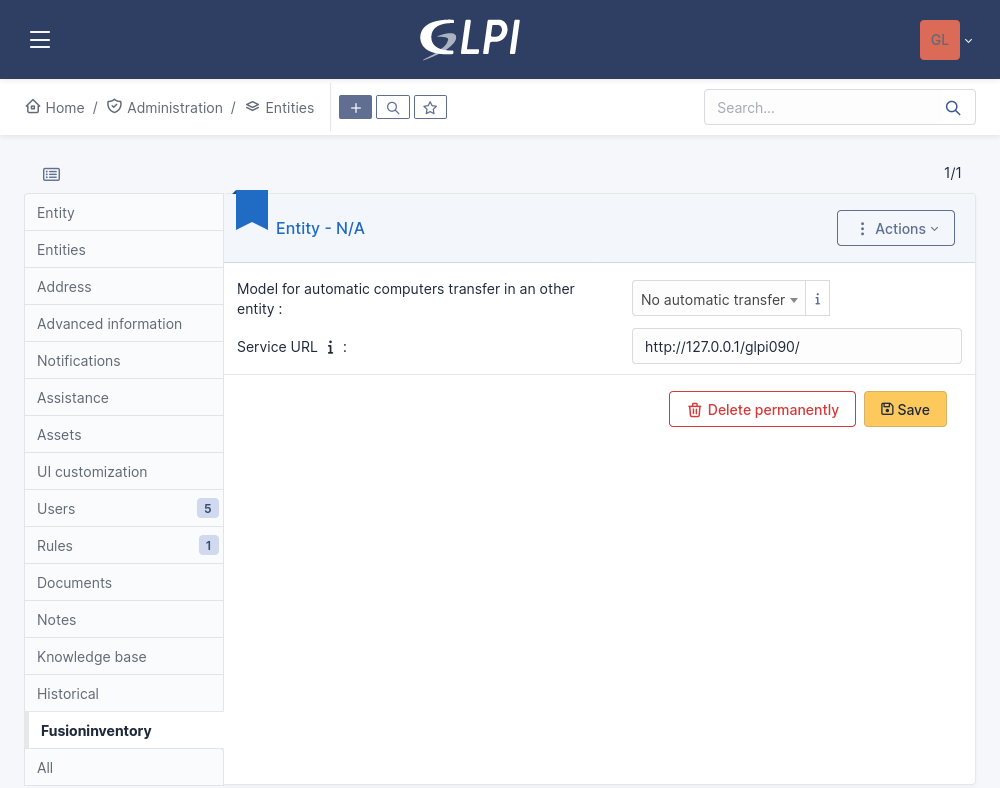 GLPI
GL
Home / Administration / Entities
Search...
1/1
Entity
Entities
Address
Advanced information
Notifications
Assistance
Assets
UI customization
Users 5
Rules 1
Documents
Notes
Knowledge base
Historical
Fusioninventory
All
Entity - N/A
Actions
Model for automatic computers transfer in an other
entity :
No automatic transfer
Service URL i :
http://127.0.0.1/glpi090/
Delete permanently
Save